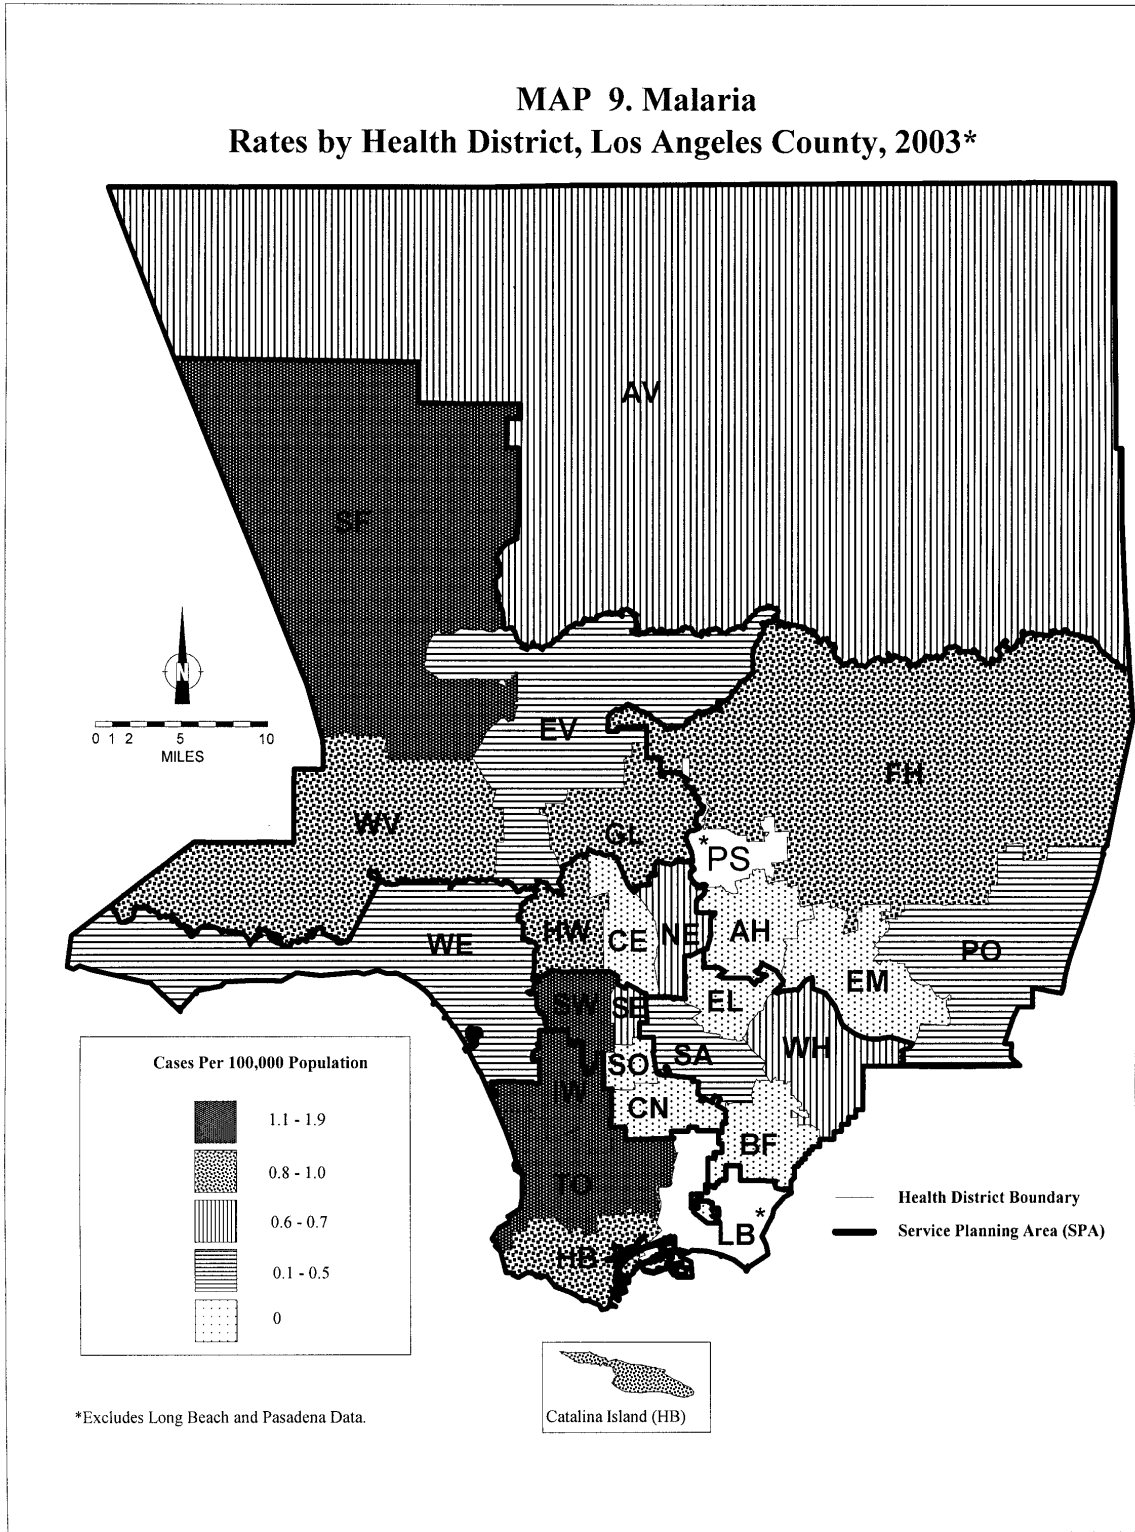 MAP 9. Malaria
Rates by Health District, Los Angeles County, 2003*
AV
SF
N
0 1 2 5 10
MILES
EV
FH
WV
GL
*
PS
HW
CE
NE
AH
WE
PO
EM
SW
SE
EL
SA
WH
SO
IW
CN
BF
TO
*
LB
HB
Cases Per 100,000 Population
1.1 - 1.9
0.8 - 1.0
0.6 - 0.7
0.1 - 0.5
0
Health District Boundary
Service Planning Area (SPA)
Catalina Island (HB)
*Excludes Long Beach and Pasadena Data.